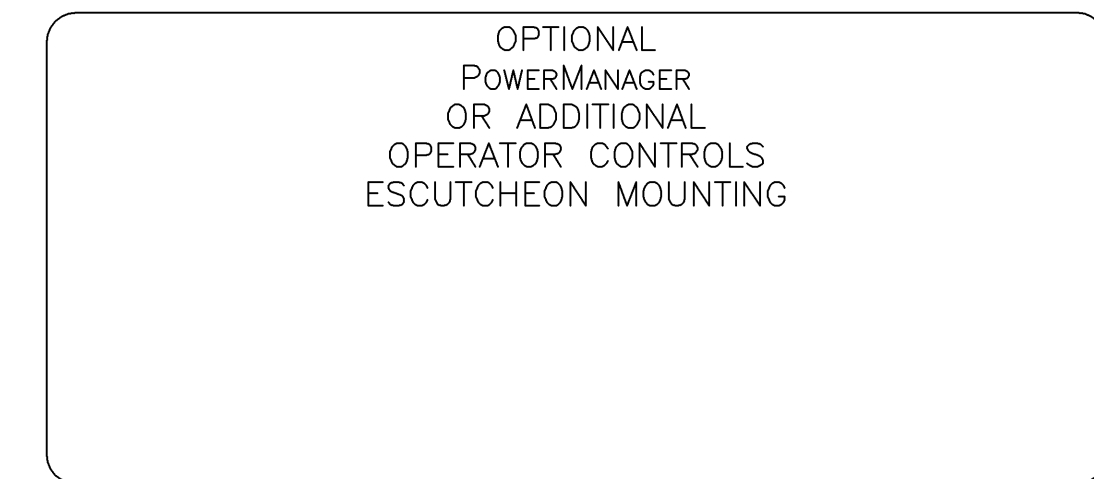 OPTIONAL
POWERMANAGER
OR ADDITIONAL
OPERATOR CONTROLS
ESCUTCHEON MOUNTING